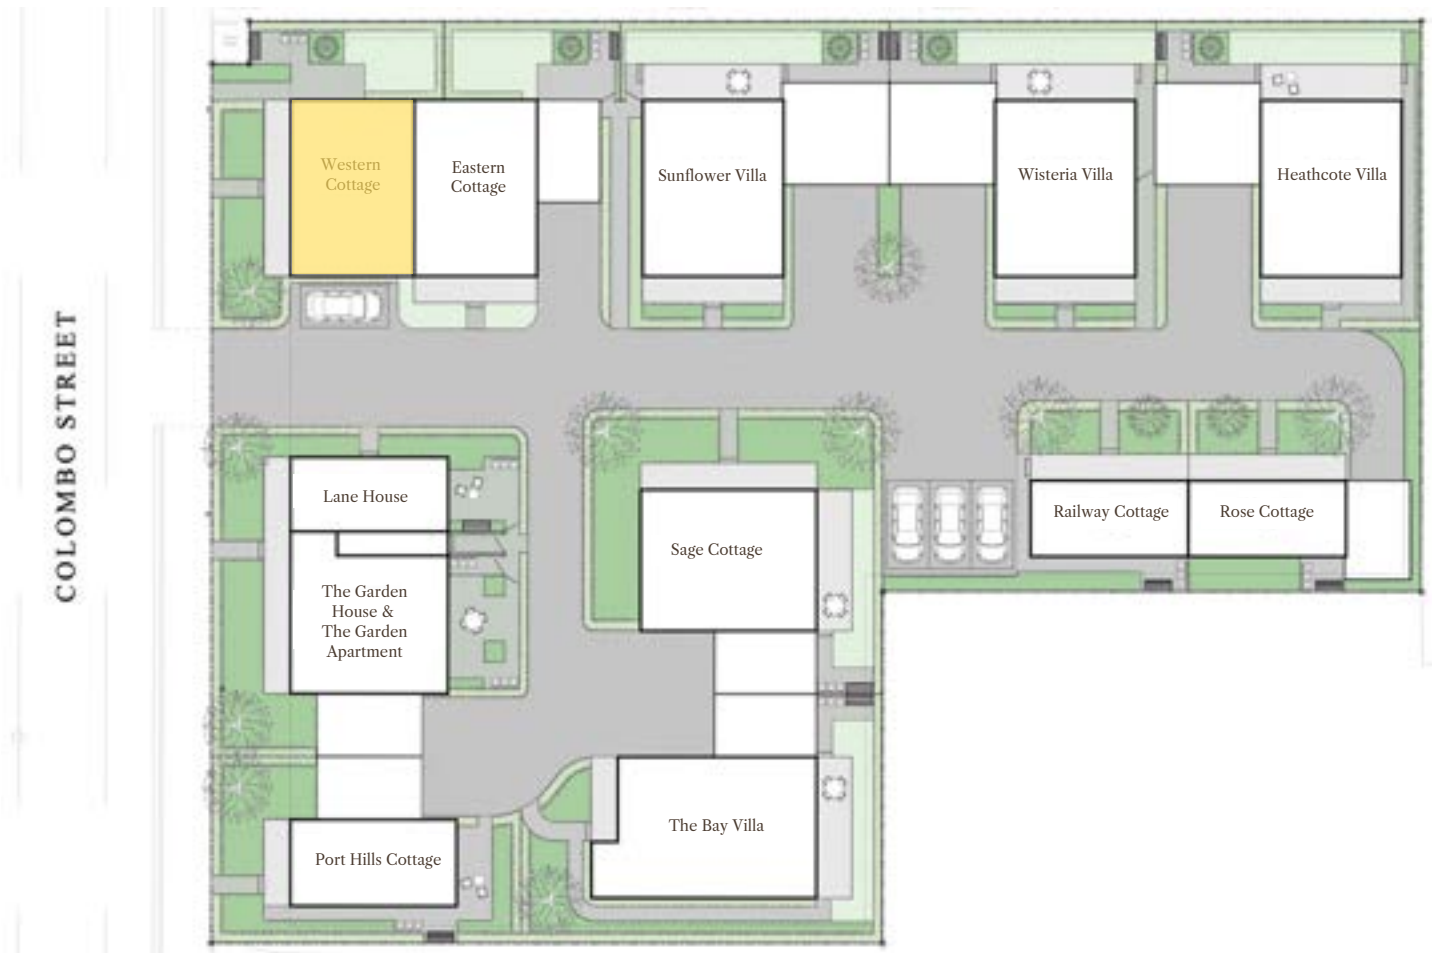 Western
Cottage
Eastern
Cottage
Sunflower Villa
Wisteria Villa
Heathcote Villa
COLOMBO STREET
Lane House
The Garden
House &
The Garden
Apartment
Sage Cottage
Railway Cottage
Rose Cottage
The Bay Villa
Port Hills Cottage